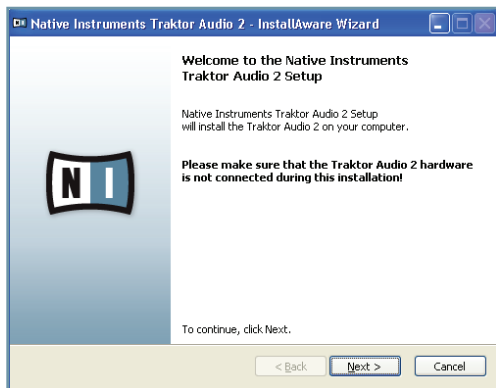 Native Instruments Traktor Audio 2 - InstallAware Wizard
Welcome to the Native Instruments
Traktor Audio 2 Setup
Native Instruments Traktor Audio 2 Setup
will install the Traktor Audio 2 on your computer.
Please make sure that the Traktor Audio 2 hardware
is not connected during this installation!
N I
To continue, click Next.
< Back Next > Cancel